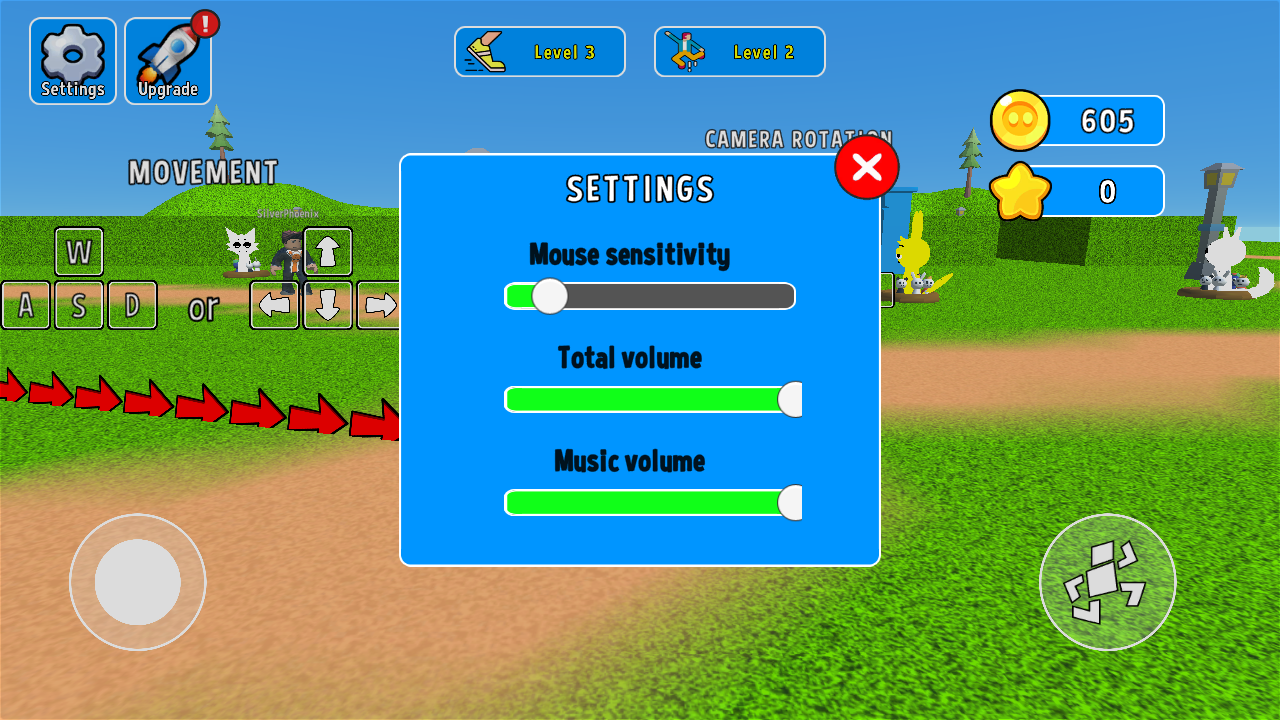 Settings
Upgrade
!
Level 3
Level 2
605
0
CAMERA ROTATION
MOVEMENT
SilverPhoenix
W
A S D or
SETTINGS
Mouse sensitivity
Total volume
Music volume